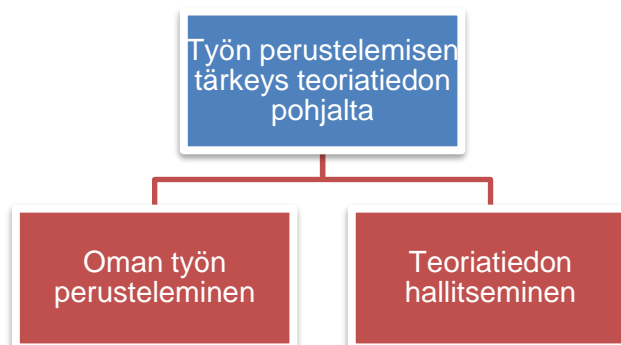 Työn perustelemisen
tärkeys teoriatiedon
pohjalta
Oman työn
perusteleminen
Teoriatiedon
hallitseminen